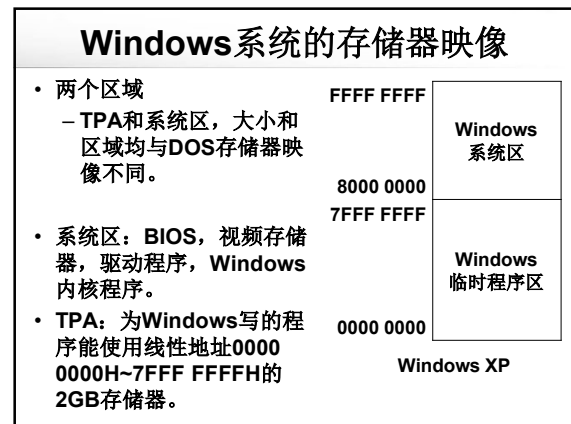 Windows系统的存储器映像
• 两个区域
– TPA和系统区，大小和
区域均与DOS存储器映
像不同。
• 系统区：BIOS，视频存储
器，驱动程序，Windows
内核程序。
• TPA：为Windows写的程
序能使用线性地址0000
0000H~7FFF FFFFH的
2GB存储器。
FFFF FFFF
Windows
系统区
8000 0000
7FFF FFFF
Windows
临时程序区
0000 0000
Windows XP